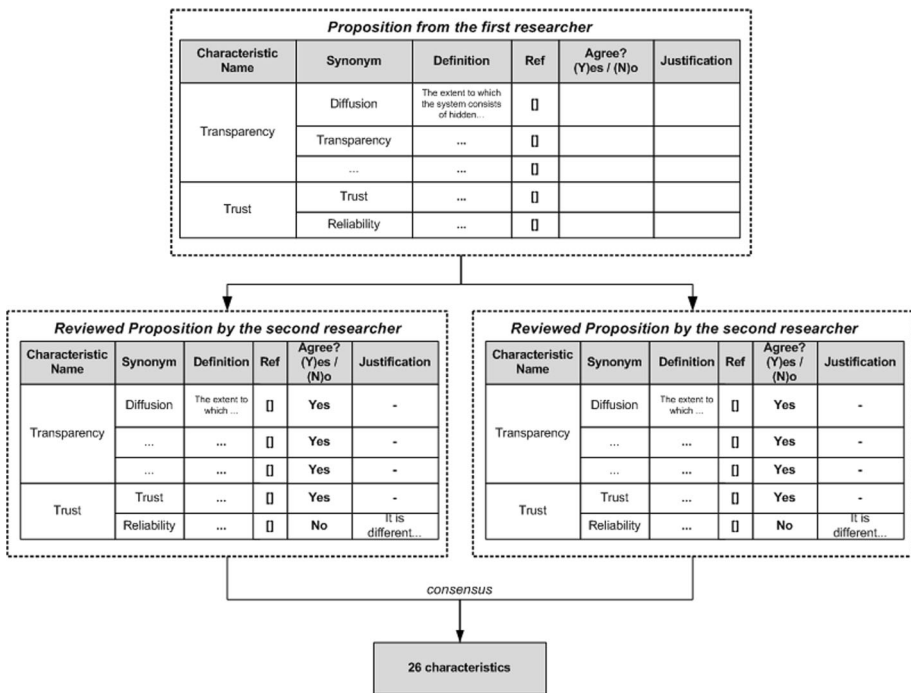 Proposition from the first researcher
Characteristic Name Synonym Definition Ref Agree? (Y)es / (N)o Justification
Transparency Diffusion The extent to which the system consists of hidden... []
Transparency ... []
... ... []
Trust Trust ... []
Reliability ... []
Reviewed Proposition by the second researcher
Characteristic Name Synonym Definition Ref Agree? (Y)es / (N)o Justification
Transparency Diffusion The extent to which ... [] Yes -
... ... [] Yes -
... ... [] Yes -
Trust Trust ... [] Yes -
Reliability ... [] No It is different...
Reviewed Proposition by the second researcher
Characteristic Name Synonym Definition Ref Agree? (Y)es / (N)o Justification
Transparency Diffusion The extent to which ... [] Yes -
... ... [] Yes -
... ... [] Yes -
Trust Trust ... [] Yes -
Reliability ... [] No It is different...
consensus
26 characteristics